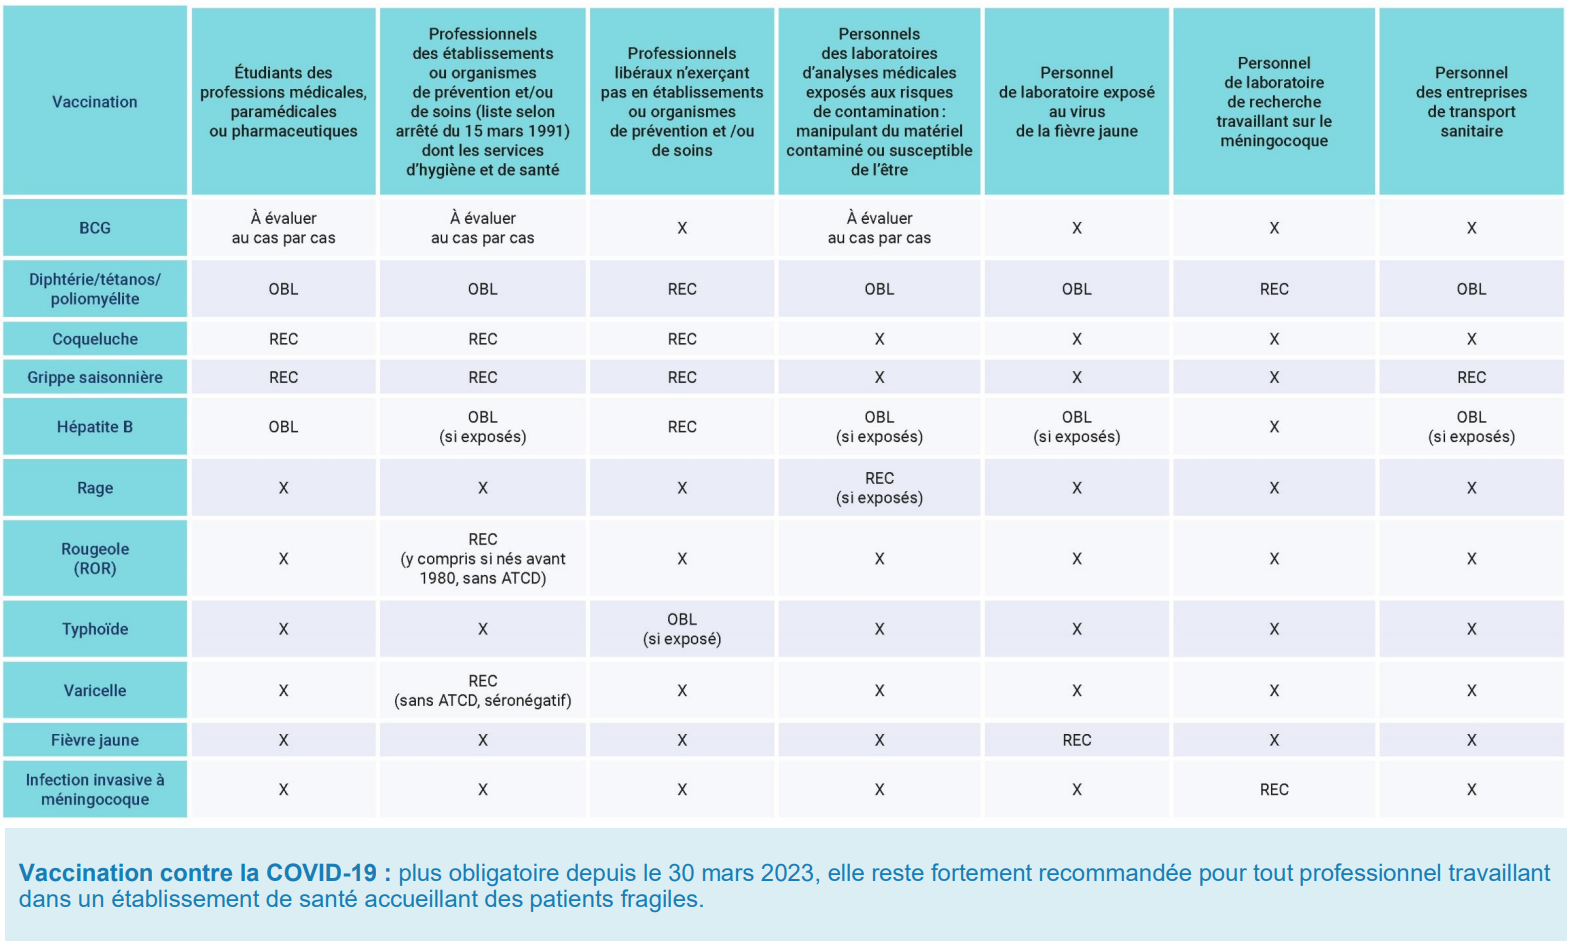 Vaccination
Étudiants des
professions médicales,
paramédicales
ou pharmaceutiques
Professionnels
des établissements
ou organismes
de prévention et/ou
de soins (liste selon
arrêté du 15 mars 1991)
dont les services
d’hygiène et de santé
Professionnels
libéraux n’exerçant
pas en établissements
ou organismes
de prévention et /ou
de soins
Personnels
des laboratoires
d’analyses médicales
exposés aux risques
de contamination :
manipulant du matériel
contaminé ou susceptible
de l’être
Personnel
de laboratoire exposé
au virus
de la fièvre jaune
Personnel
de laboratoire
de recherche
travaillant sur le
méningocoque
Personnel
des entreprises
de transport
sanitaire
BCG
À évaluer
au cas par cas
À évaluer
au cas par cas
X
À évaluer
au cas par cas
X
X
X
Diphtérie/tétanos/
poliomyélite
OBL
OBL
REC
OBL
OBL
REC
OBL
Coqueluche
REC
REC
REC
X
X
X
X
Grippe saisonnière
REC
REC
REC
X
X
X
REC
Hépatite B
OBL
OBL
(si exposés)
REC
OBL
(si exposés)
OBL
(si exposés)
X
OBL
(si exposés)
Rage
X
X
X
REC
(si exposés)
X
X
X
Rougeole
(ROR)
X
REC
(y compris si nés avant
1980, sans ATCD)
X
X
X
X
X
Typhoïde
X
X
OBL
(si exposé)
X
X
X
X
Varicelle
X
REC
(sans ATCD, séronégatif)
X
X
X
X
X
Fièvre jaune
X
X
X
X
REC
X
X
Infection invasive à
méningocoque
X
X
X
X
X
REC
X
Vaccination contre la COVID-19 : plus obligatoire depuis le 30 mars 2023, elle reste fortement recommandée pour tout professionnel travaillant
dans un établissement de santé accueillant des patients fragiles.